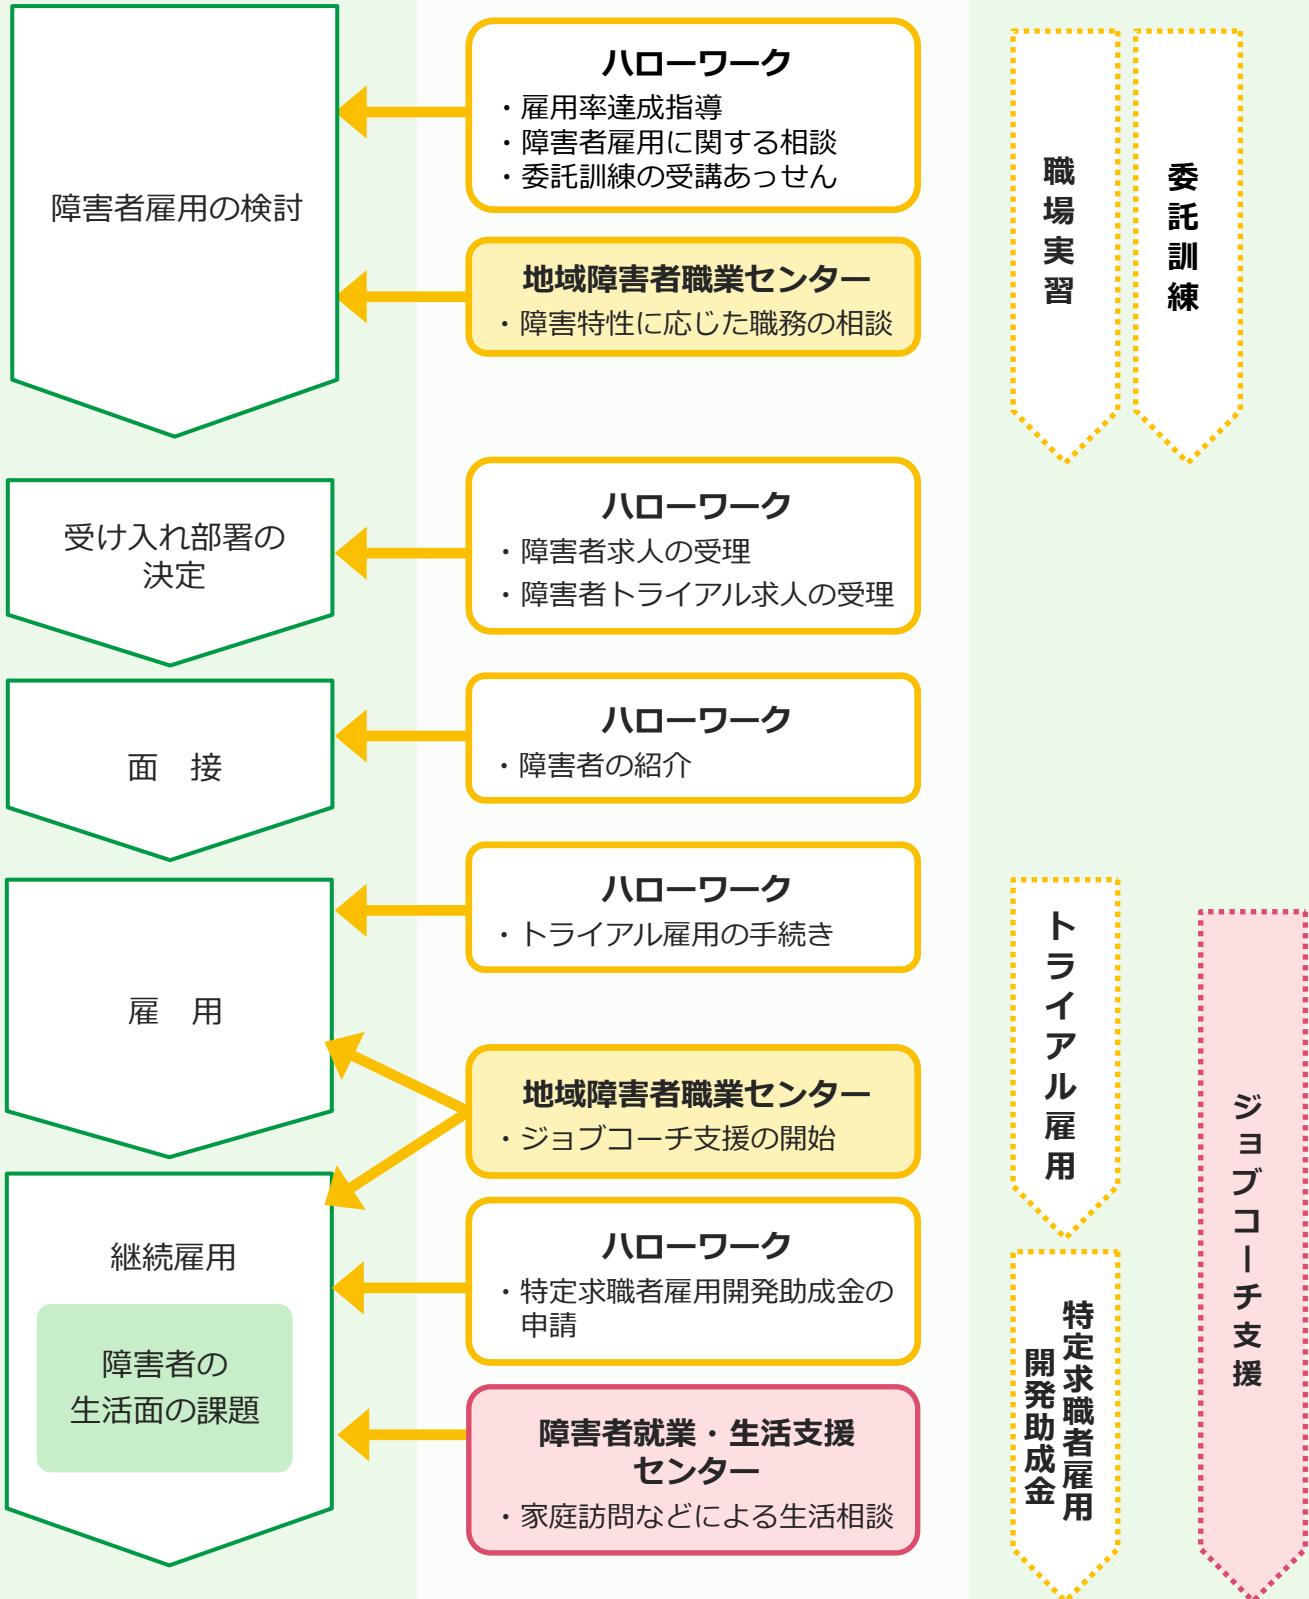 障害者雇用の検討
ハローワーク
・雇用率達成指導
・障害者雇用に関する相談
・委託訓練の受講あっせん
地域障害者職業センター
・障害特性に応じた職務の相談
職場実習
委託訓練
受け入れ部署の
決定
ハローワーク
・障害者求人の受理
・障害者トライアル求人の受理
面　接
ハローワーク
・障害者の紹介
雇　用
ハローワーク
・トライアル雇用の手続き
地域障害者職業センター
・ジョブコーチ支援の開始
トライアル雇用
ジョブコーチ支援
継続雇用
障害者の
生活面の課題
ハローワーク
・特定求職者雇用開発助成金の
申請
障害者就業・生活支援
センター
・家庭訪問などによる生活相談
特定求職者雇用
開発助成金